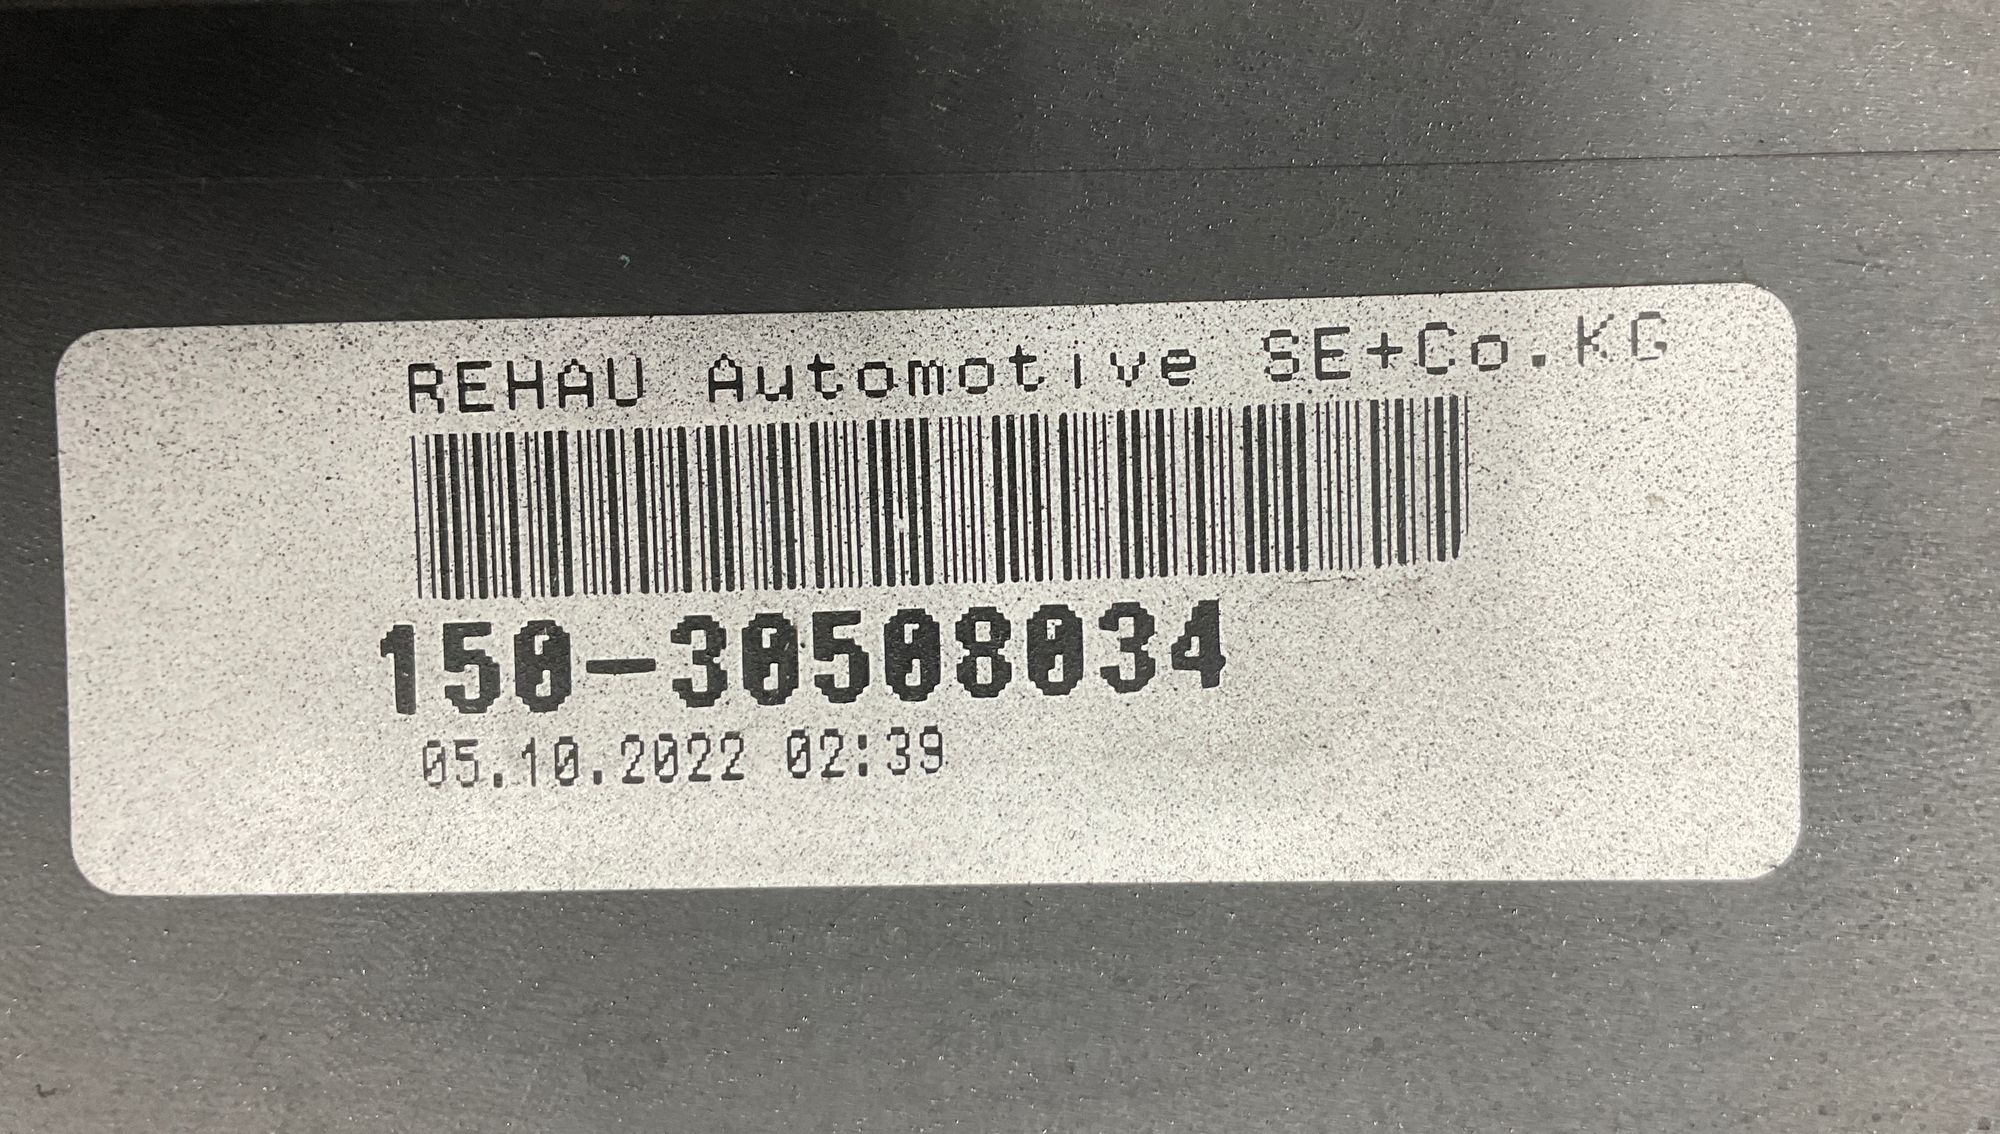 REHAU Automotive SE+Co.KG
150-30508034
05.10.2022 02:39